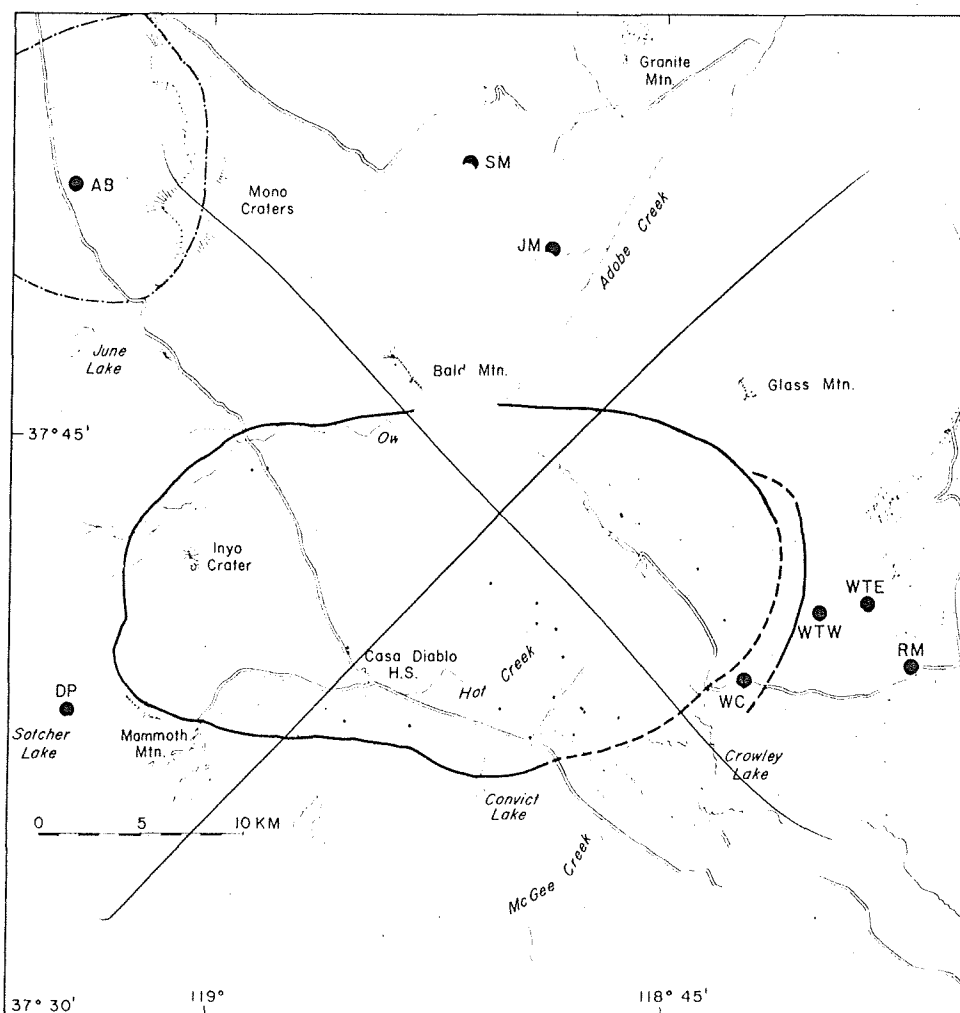 Granite
Mtn.
SM
AB
Mono
Craters
JM
Adobe Creek
June
Lake
Bald Mtn.
Glass Mtn.
37° 45'
Ow
Inyo
Crater
WTE
WTW
Casa Diablo
H.S.
Hot Creek
RM
DP
WC
Sotcher
Lake
Mammoth
Mtn.
Crowley
Lake
Convict
Lake
0 5 10 KM
McGee Creek
37° 30'
119°
118° 45'